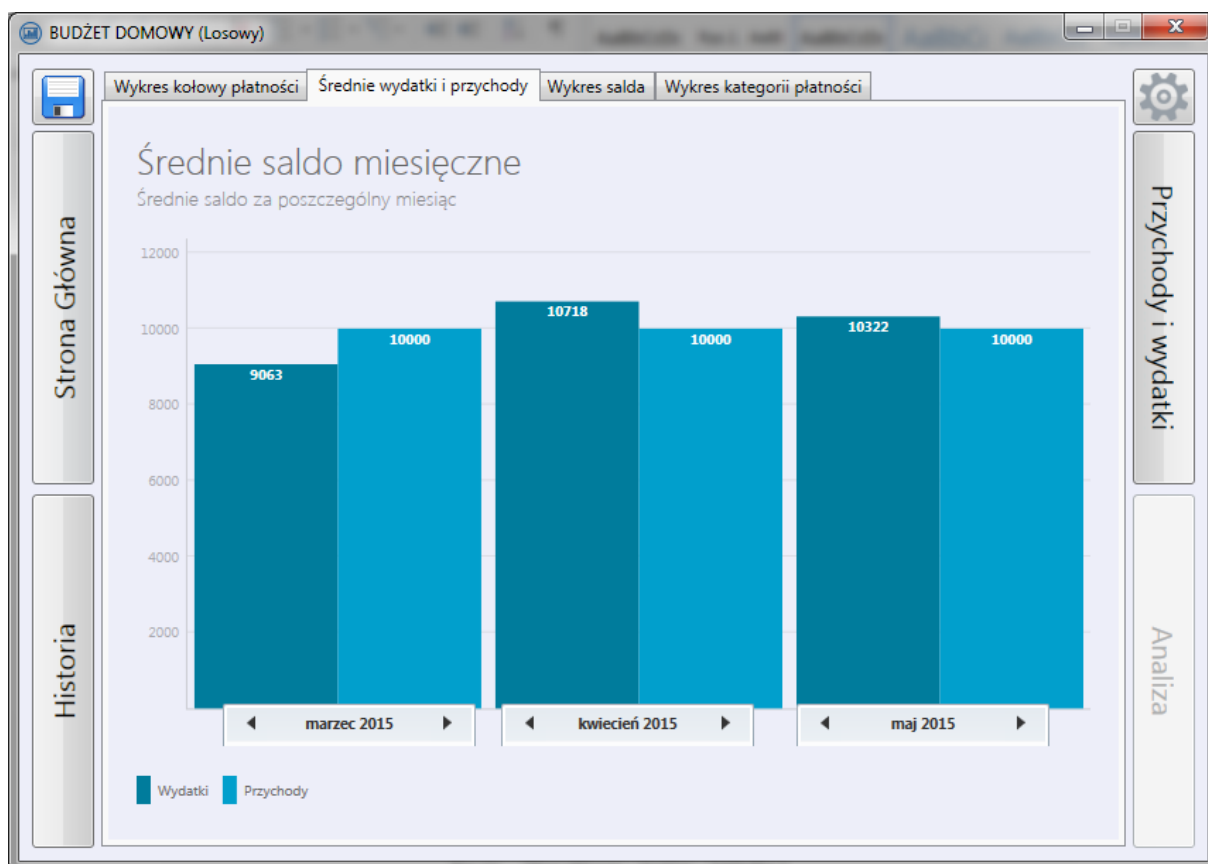 BUDŻET DOMOWY (Losowy)
Wykres kołowy płatności
Średnie wydatki i przychody
Wykres salda
Wykres kategorii płatności
Strona Główna
Historia
Średnie saldo miesięczne
Średnie saldo za poszczególny miesiąc
12000
10000
8000
6000
4000
2000
9063
10000
10718
10000
10322
10000
marzec 2015
kwiecień 2015
maj 2015
Wydatki
Przychody
Przychody i wydatki
Analiza